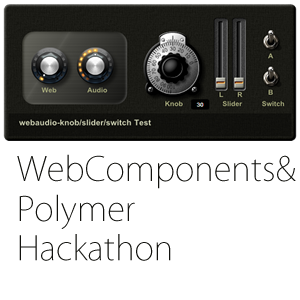 Web Audio
Knob 30
L R
Slider
A
B
Switch
webaudio-knob/slider/switch Test
WebComponents&
Polymer
Hackathon